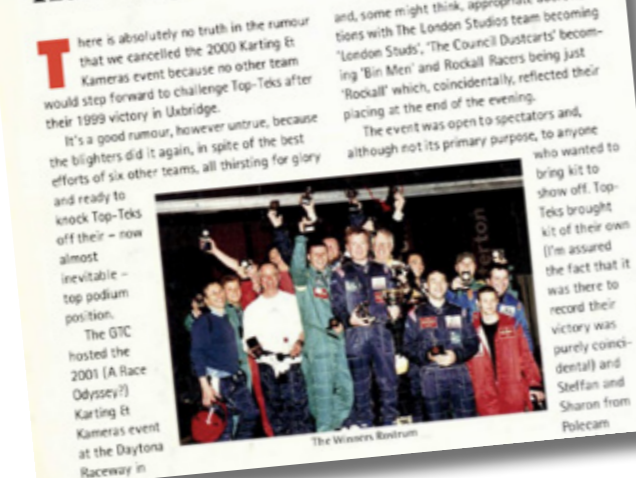 There is absolutely no truth in the rumour
that we cancelled the 2000 Karting &
Kameras event because no other team
would step forward to challenge Top-Teks after
their 1999 victory in Uxbridge.
It's a good rumour, however untrue, because
the blighters did it again, in spite of the best
efforts of six other teams, all thirsting for glory
and ready to
knock Top-Teks
off their – now
almost
inevitable –
top podium
position.
The GTC
hosted the
2001 (A Race
Odyssey?)
Karting &
Kameras event
at the Daytona
Raceway in
and, some might think, appropriate
tions with The London Studios team becoming
'London Studs', 'The Council Dustcarts' becom-
ing 'Bin Men' and Rockall Racers being just
'Rockall' which, coincidentally, reflected their
placing at the end of the evening.
The event was open to spectators and,
although not its primary purpose, to anyone
who wanted to
bring kit to
show off. Top-
Teks brought
kit of their own
(I'm assured
the fact that it
was there to
record their
victory was
purely coinci-
dental) and
Steffan and
Sharon from
Polecam
erton
The Winners Rostrum